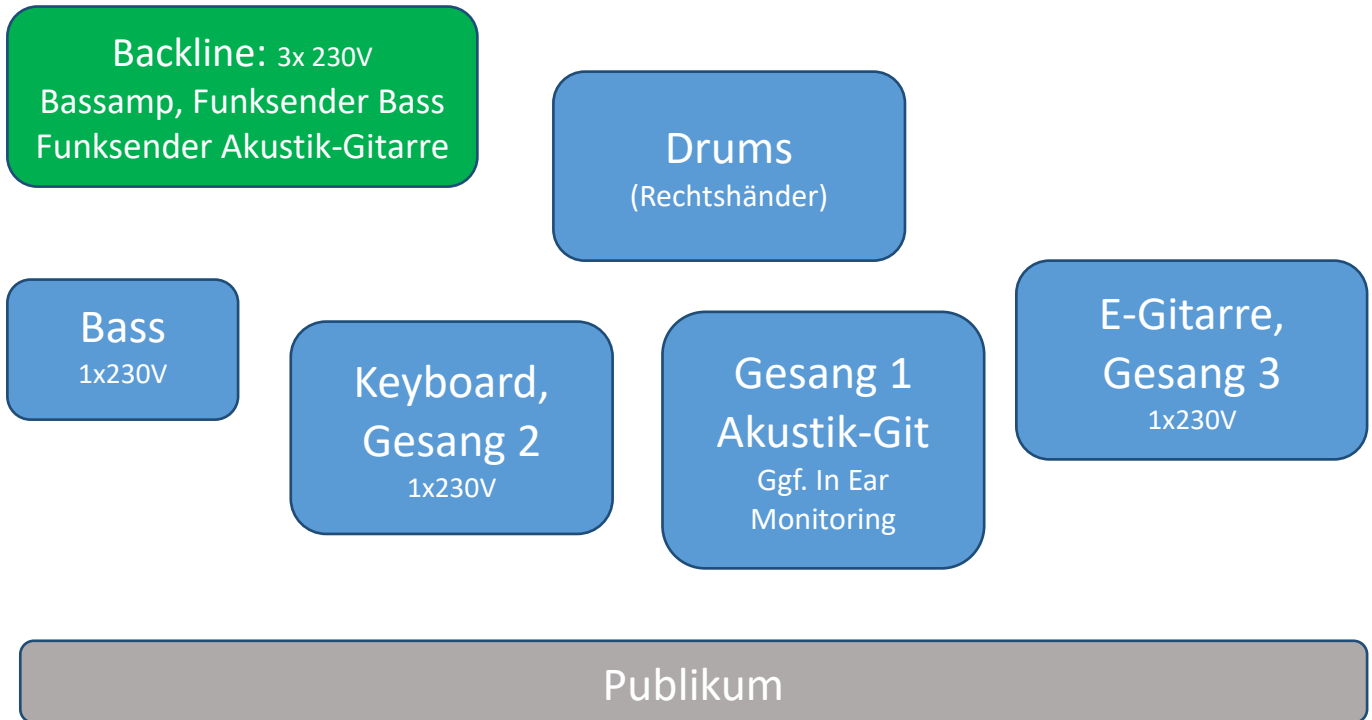 Backline: 3x 230V
Bassamp, Funksender Bass
Funksender Akustik-Gitarre
Drums
(Rechtshänder)
Bass
1x230V
Keyboard,
Gesang 2
1x230V
Gesang 1
Akustik-Git
Ggf. In Ear
Monitoring
E-Gitarre,
Gesang 3
1x230V
Publikum